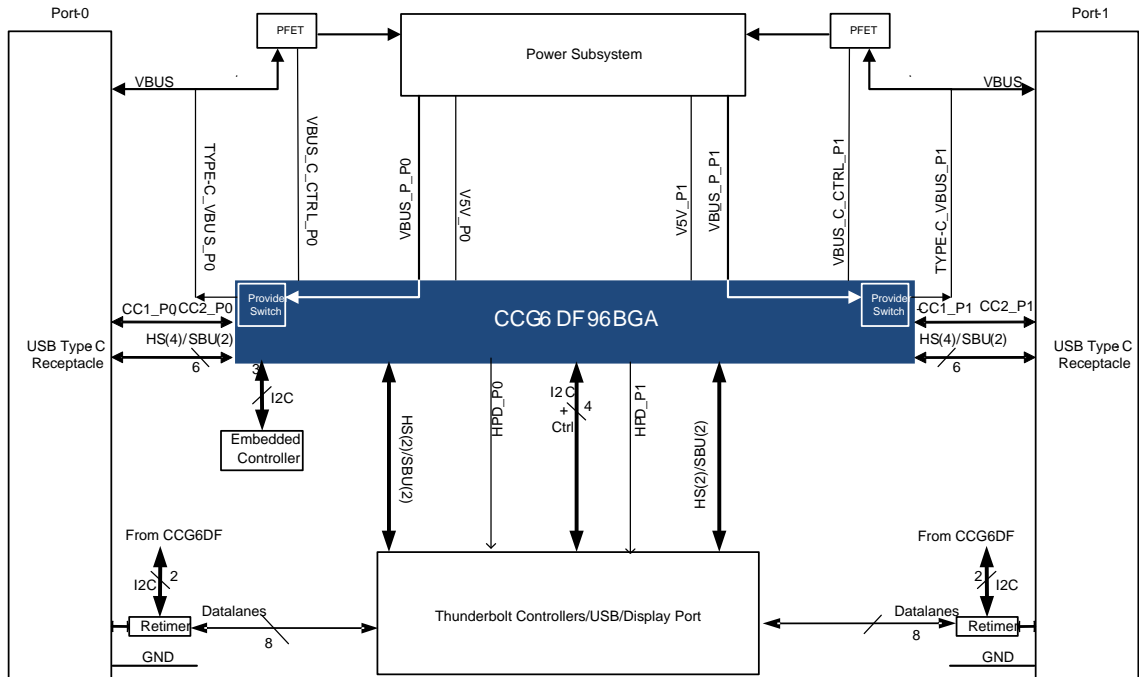 Port-0
Port-1
PFET
Power Subsystem
PFET
VBUS
VBUS
TYPE-C_VBUS_P0
VBUS_C_CTRL_P0
VBUS_P_P0
V5V_P0
V5V_P1
VBUS_P_P1
VBUS_C_CTRL_P1
TYPE-C_VBUS_P1
Provider
Switch
CCG6 DF 96BGA
Provider
Switch
CC1_P0, CC2_P0
CC1_P1 CC2_P1
HS(4)/SBU(2)
6
HS(4)/SBU(2)
6
USB Type C
Receptacle
USB Type C
Receptacle
3
I2C
Embedded
Controller
HS(2)/SBU(2)
HPD_P0
I2C
+
Ctrl
4
HPD_P1
HS(2)/SBU(2)
From CCG6DF
2
I2C
Retimer
Datalanes
8
Thunderbolt Controllers/USB/Display Port
From CCG6DF
2
I2C
Datalanes
8
Retimer
GND
GND